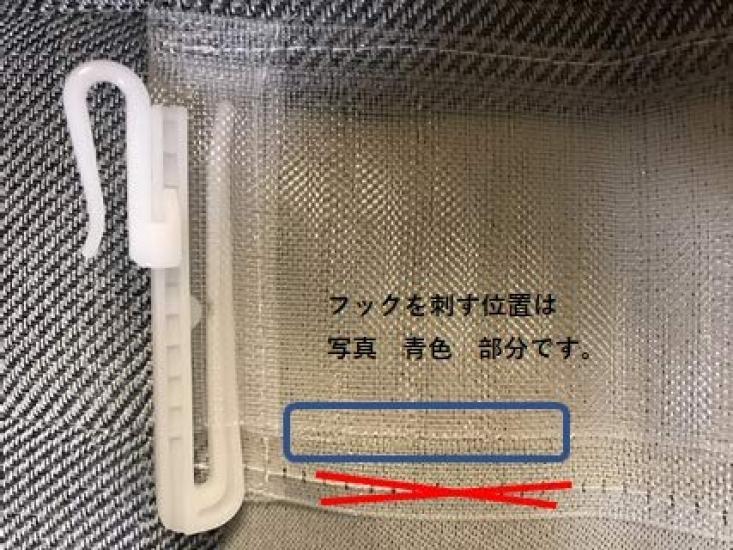 フックを刺す位置は
写真　青色　部分です。